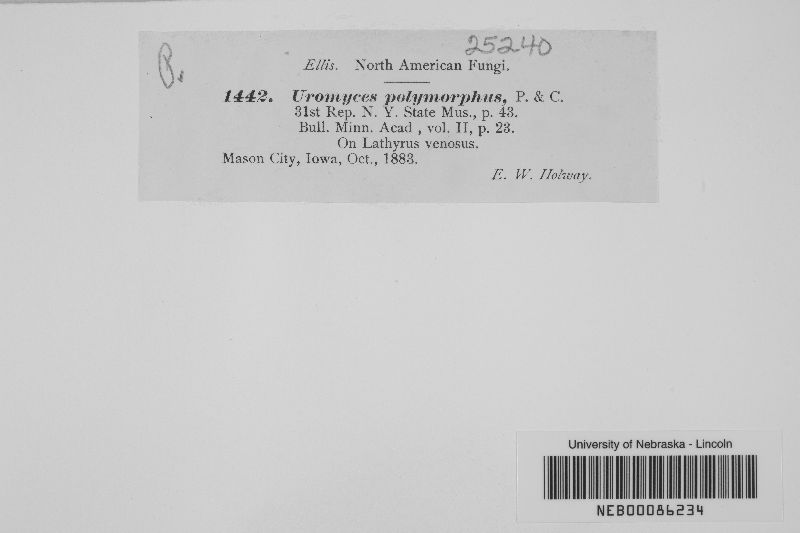 25240
B.
Ellis. North American Fungi.
1442. Uromyces polymorphus, P. & C.
31st Rep. N. Y. State Mus., p. 43.
Bull. Minn. Acad , vol. II, p. 23.
On Lathyrus venosus.
Mason City, Iowa, Oct., 1883.
E. W. Holway.
University of Nebraska - Lincoln
NEB00086234